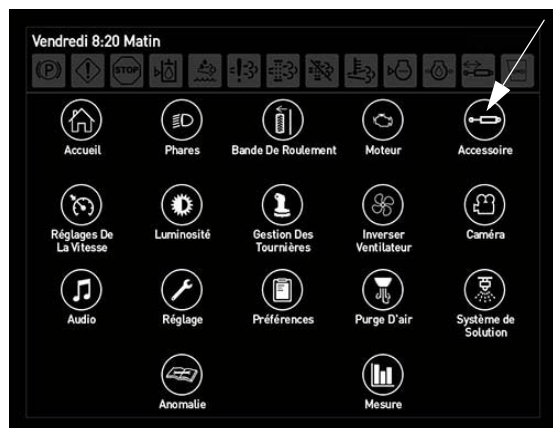 Vendredi 8:20 Matin
(P) STOP
Accueil Phares Bande De Roulement Moteur Accessoire
Réglages De
La Vitesse
Luminosité
Gestion Des
Tournières
Inverser
Ventilateur
Caméra
Audio Réglage Préférences Purge D'air Système de
Solution
Anomalie Mesure